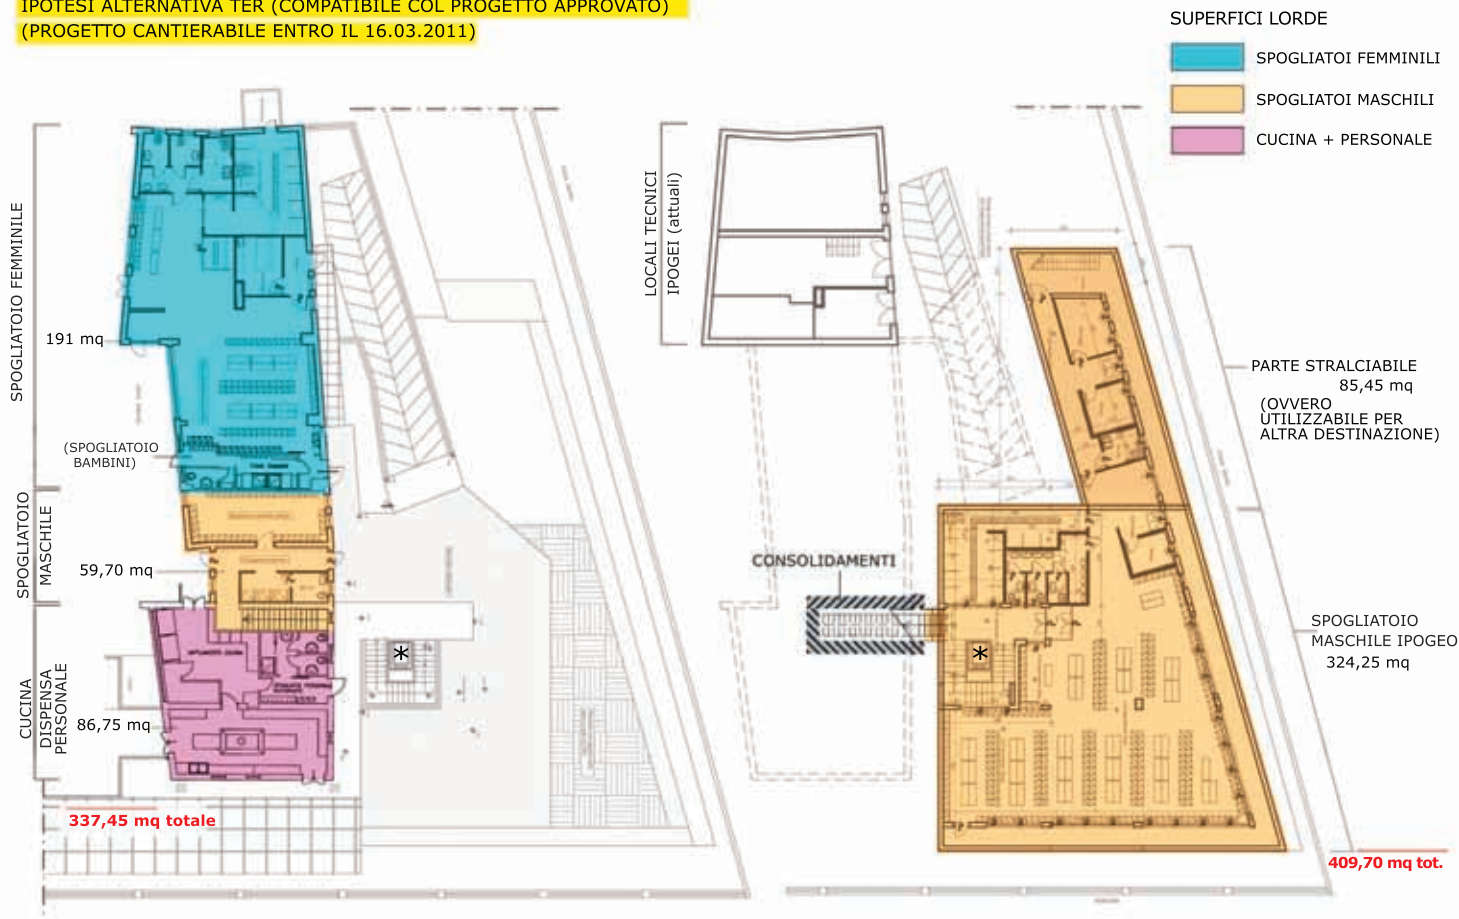 IPOTESI ALTERNATIVA TER (COMPATIBILE COL PROGETTO APPROVATO)
(PROGETTO CANTIERABILE ENTRO IL 16.03.2011)
SUPERFICI LORDE
SPOGLIATOI FEMMINILI
SPOGLIATOI MASCHILI
CUCINA + PERSONALE
SPOGLIATOIO FEMMINILE
191 mq
(SPOGLIATOIO
BAMBINI)
SPOGLIATOIO
MASCHILE
59,70 mq
CUCINA
DISPENSA
PERSONALE
86,75 mq
337,45 mq totale
LOCALI TECNICI
IPOGEI (attuali)
CONSOLIDAMENTI
*
*
PARTE STRALCIABILE
85,45 mq
(OVVERO
UTILIZZABILE PER
ALTRA DESTINAZIONE)
SPOGLIATOIO
MASCHILE IPOGEO
324,25 mq
409,70 mq tot.